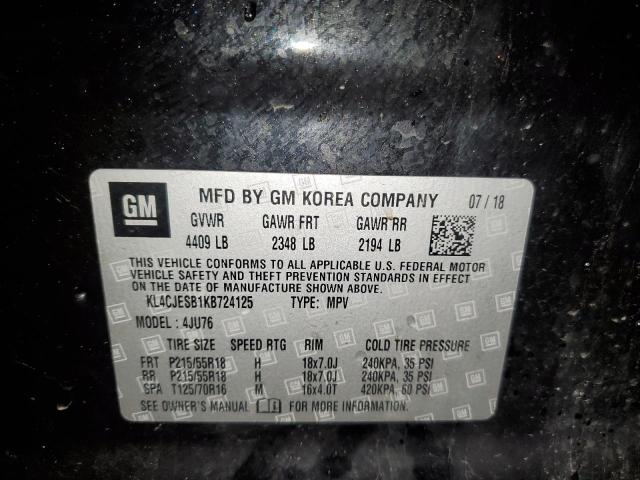 GM MFD BY GM KOREA COMPANY 07 / 18
GVWR GAWR FRT GAWR RR
4409 LB 2348 LB 2194 LB
THIS VEHICLE CONFORMS TO ALL APPLICABLE U.S. FEDERAL MOTOR
VEHICLE SAFETY AND THEFT PREVENTION STANDARDS IN EFFECT
ON THE DATE OF MANUFACTURE SHOWN ABOVE.
KL4CJESB1KB724125 TYPE: MPV
MODEL : 4JU76
TIRE SIZE SPEED RTG RIM COLD TIRE PRESSURE
FRT P215/55R18 H 18x7.0J 240KPA, 35 PSI
RR P215/55R18 H 18x7.0J 240KPA, 35 PSI
SPA T125/70R16 M 16x4.0T 420KPA, 60 PSI
SEE OWNER'S MANUAL FOR MORE INFORMATION.